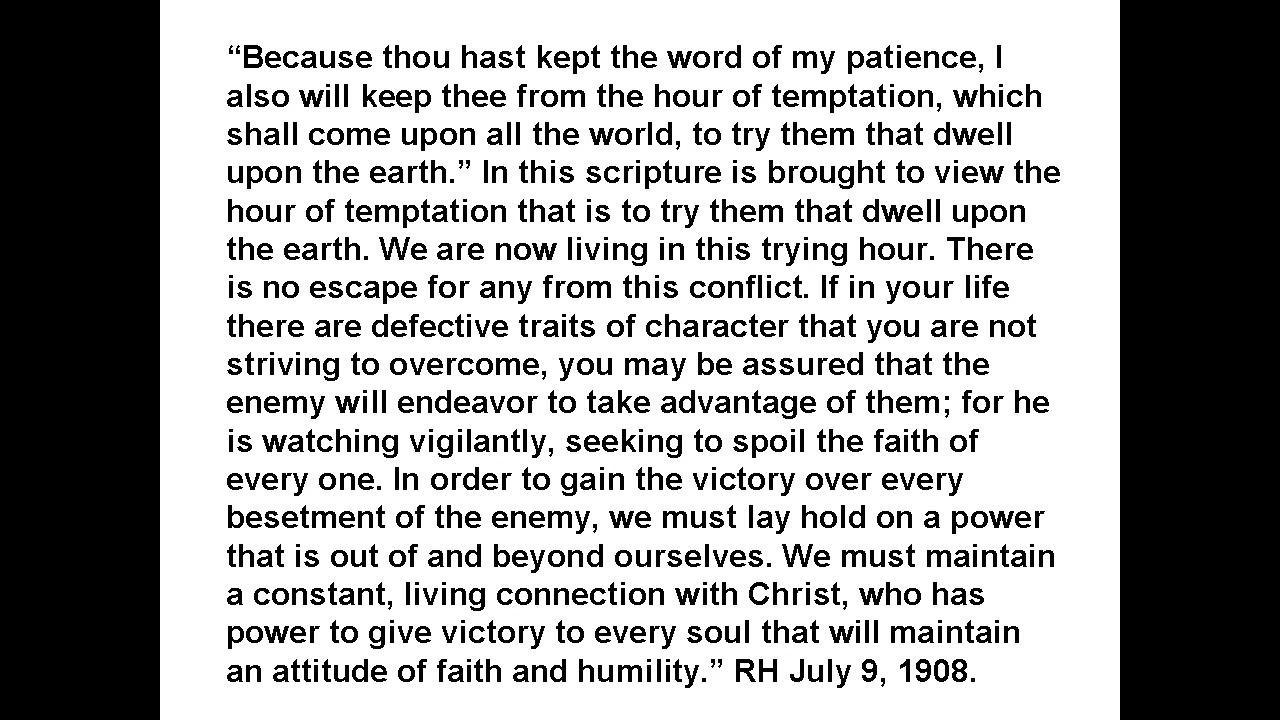 “Because thou hast kept the word of my patience, I
also will keep thee from the hour of temptation, which
shall come upon all the world, to try them that dwell
upon the earth.” In this scripture is brought to view the
hour of temptation that is to try them that dwell upon
the earth. We are now living in this trying hour. There
is no escape for any from this conflict. If in your life
there are defective traits of character that you are not
striving to overcome, you may be assured that the
enemy will endeavor to take advantage of them; for he
is watching vigilantly, seeking to spoil the faith of
every one. In order to gain the victory over every
besetment of the enemy, we must lay hold on a power
that is out of and beyond ourselves. We must maintain
a constant, living connection with Christ, who has
power to give victory to every soul that will maintain
an attitude of faith and humility.” RH July 9, 1908.